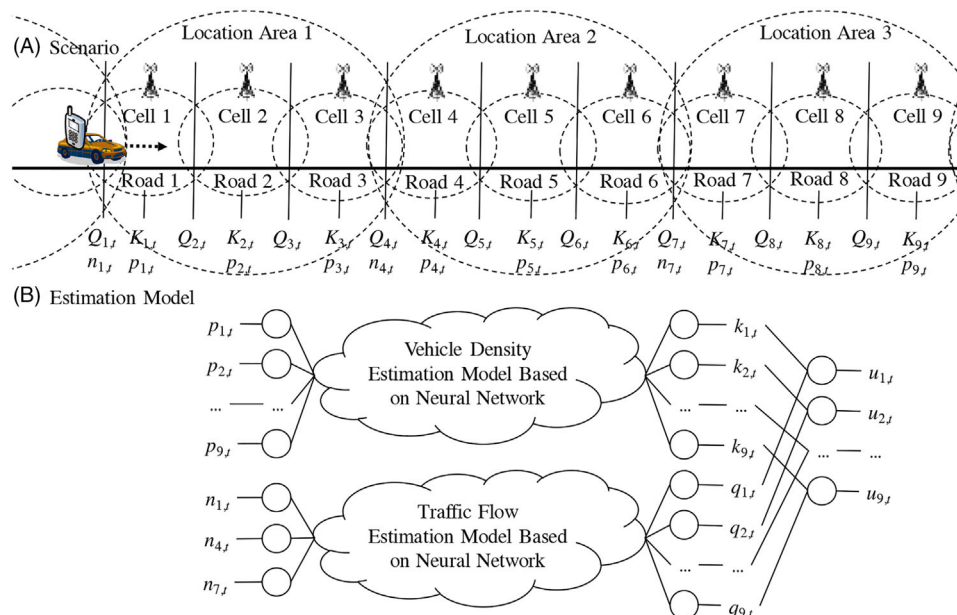 (A) Scenario
Location Area 1 Location Area 2 Location Area 3
Cell 1 Cell 2 Cell 3 Cell 4 Cell 5 Cell 6 Cell 7 Cell 8 Cell 9
Road 1 Road 2 Road 3 Road 4 Road 5 Road 6 Road 7 Road 8 Road 9
Q1,t K1,t Q2,t K2,t Q3,t K3,t Q4,t K4,t Q5,t K5,t Q6,t K6,t Q7,t K7,t Q8,t K8,t Q9,t K9,t
n1,t p1,t p2,t p3,t n4,t p4,t p5,t p6,t n7,t p7,t p8,t p9,t
(B) Estimation Model
p1,t
p2,t
... ...
p9,t
Vehicle Density
Estimation Model Based
on Neural Network
k1,t
k2,t
... ...
k9,t
n1,t
n4,t
n7,t
Traffic Flow
Estimation Model Based
on Neural Network
q1,t
q2,t
... ...
q9,t
u1,t
u2,t
... ...
u9,t